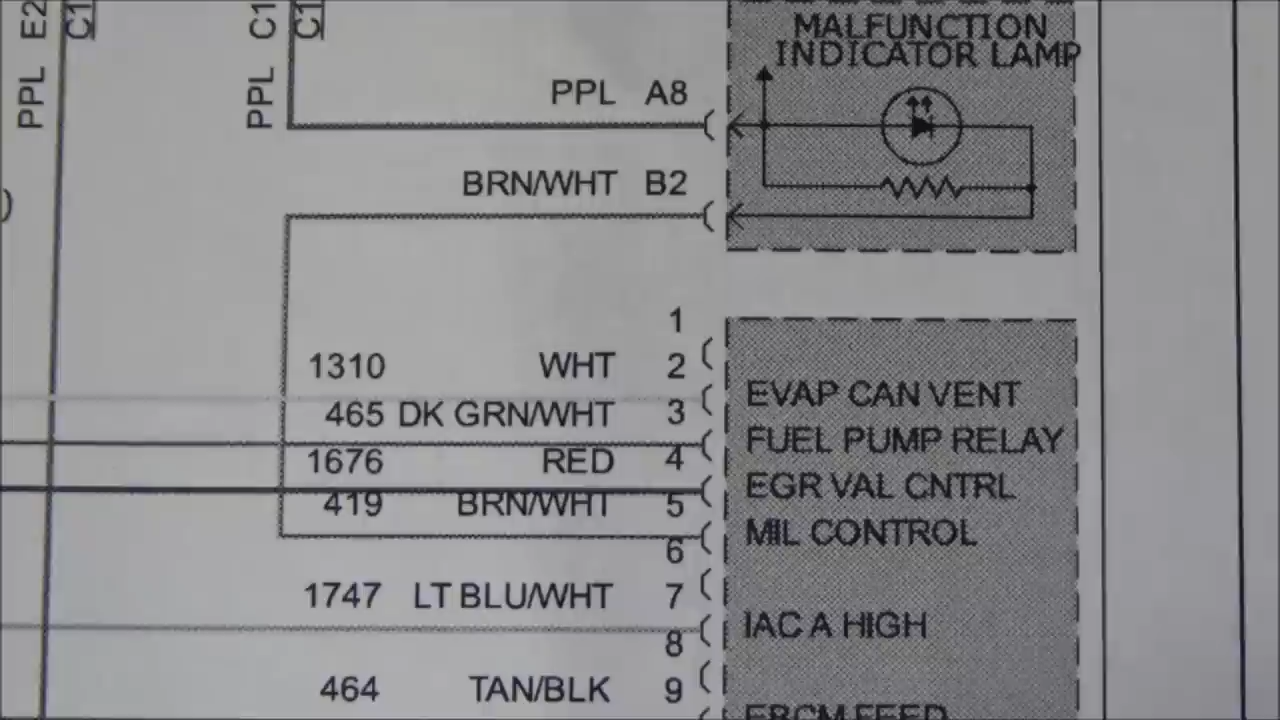 PPL E2
C1
PPL C1
C1
MALFUNCTION
INDICATOR LAMP
PPL A8
BRN/WHT B2
1
1310 WHT 2
EVAP CAN VENT
465 DK GRN/WHT 3
FUEL PUMP RELAY
1676 RED 4
EGR VAL CNTRL
419 BRN/WHT 5
MIL CONTROL
6
1747 LT BLU/WHT 7
IAC A HIGH
8
464 TAN/BLK 9
EBCM FEED